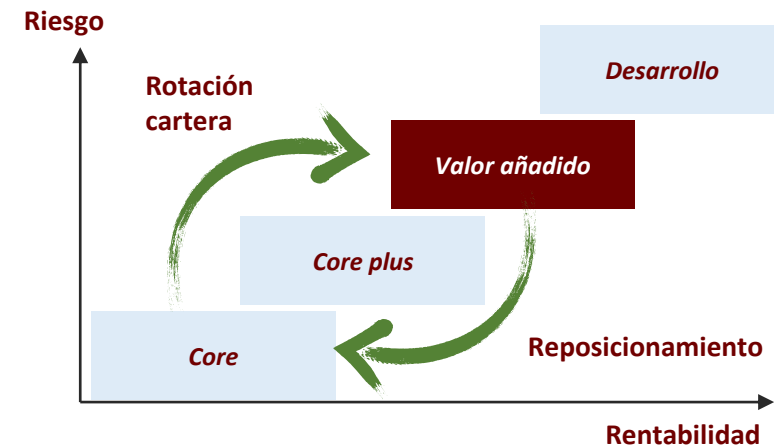 Riesgo
Desarrollo
Rotación
cartera
Valor añadido
Core plus
Core
Reposicionamiento
Rentabilidad